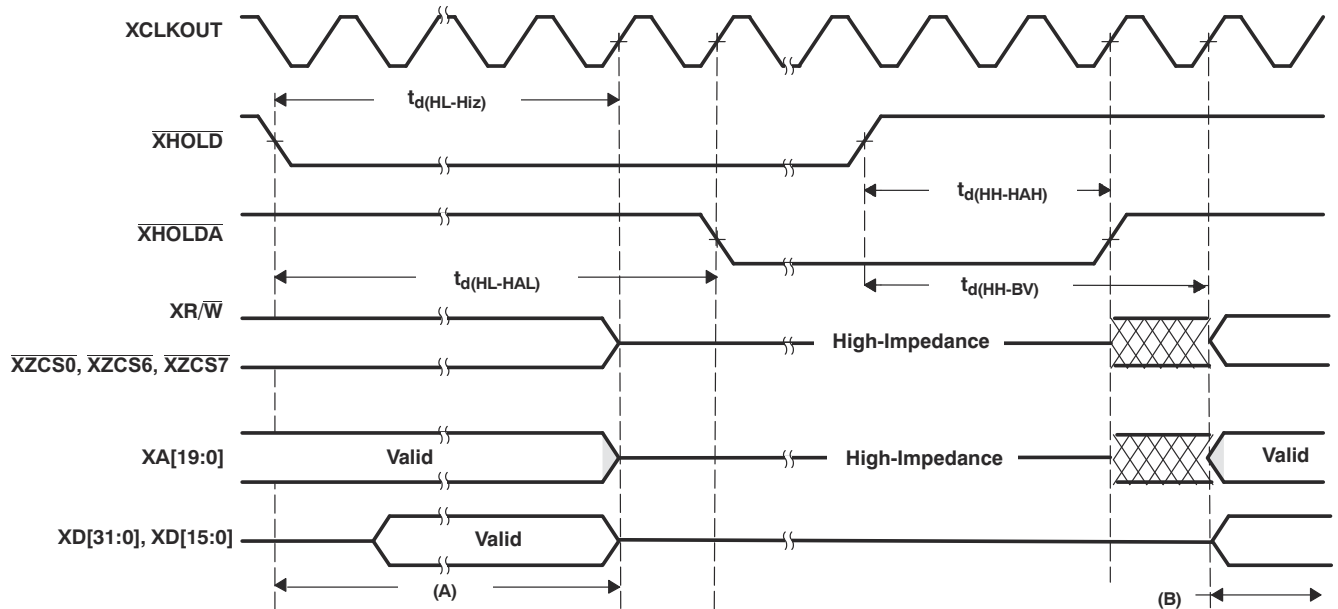 XCLKOUT
td(HL-Hiz)
XHOLD
td(HH-HAH)
XHOLDA
td(HL-HAL)
td(HH-BV)
XR/W
High-Impedance
XZCS0, XZCS6, XZCS7
XA[19:0]
Valid
High-Impedance
Valid
XD[31:0], XD[15:0]
Valid
(A)
(B)